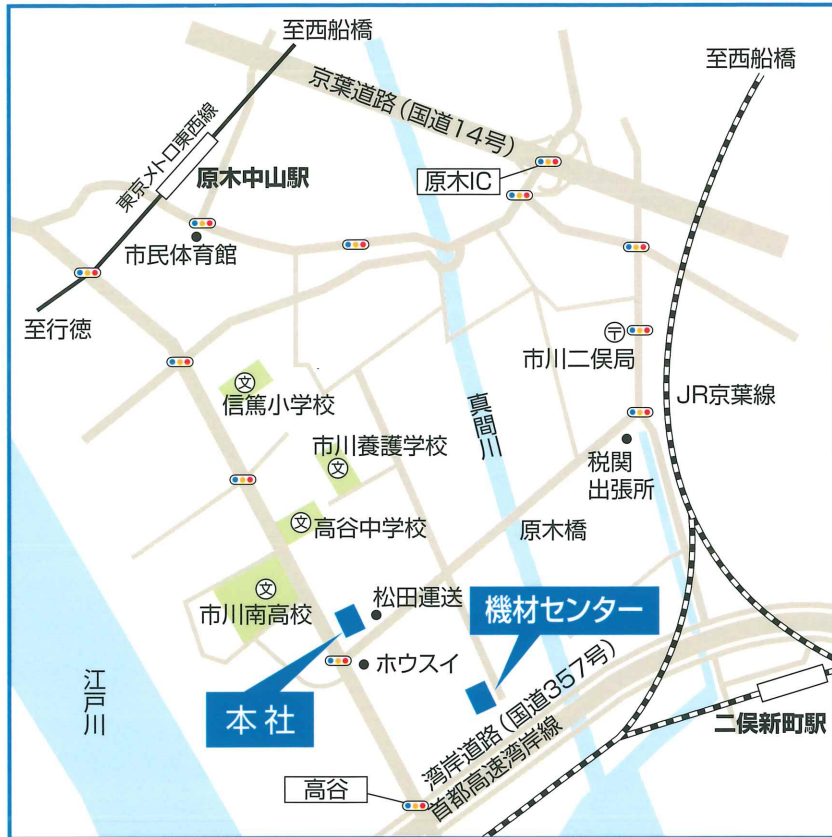 至西船橋
至西船橋
京葉道路（国道14号）
東京メトロ東西線
原木中山駅
原木IC
市民体育館
至行徳
〒
市川二俣局
文
信篤小学校
真間川
JR京葉線
市川養護学校
文
税関
出張所
文
高谷中学校
原木橋
文
市川南高校
松田運送
機材センター
ホウスイ
本社
江戸川
湾岸道路（国道357号）
首都高速湾岸線
二俣新町駅
高谷